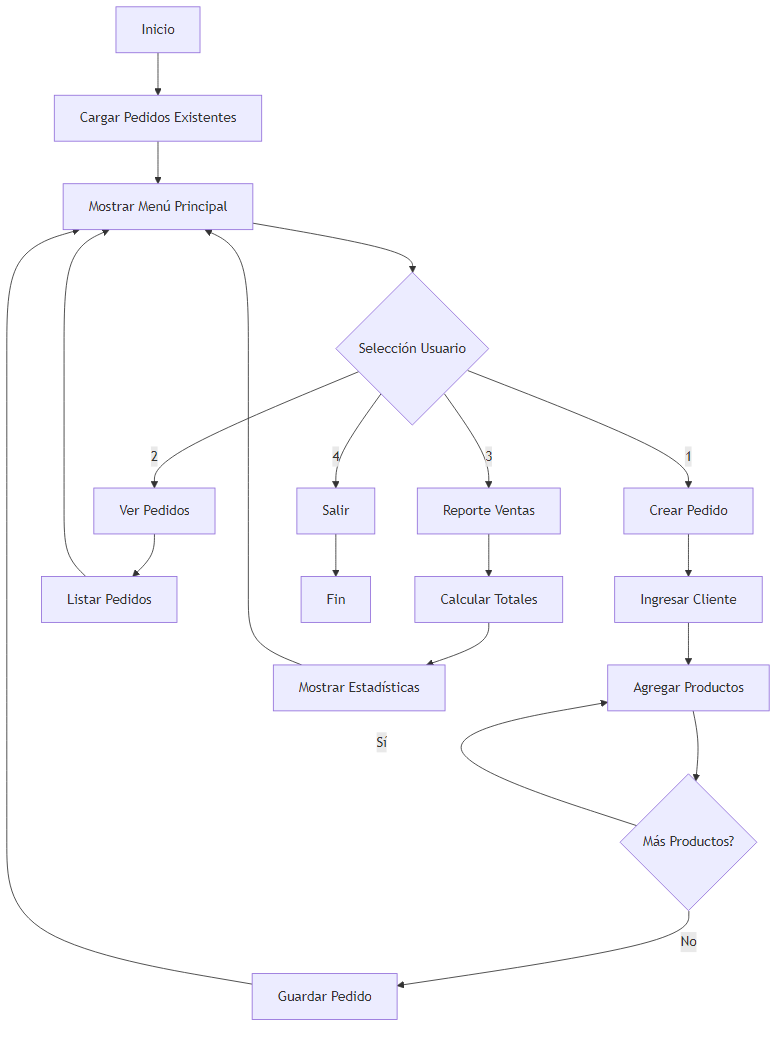 Inicio
Cargar Pedidos Existentes
Mostrar Menú Principal
Selección Usuario
2
4
3
1
Ver Pedidos
Salir
Reporte Ventas
Crear Pedido
Listar Pedidos
Fin
Calcular Totales
Ingresar Cliente
Mostrar Estadísticas
Agregar Productos
Sí
Más Productos?
No
Guardar Pedido